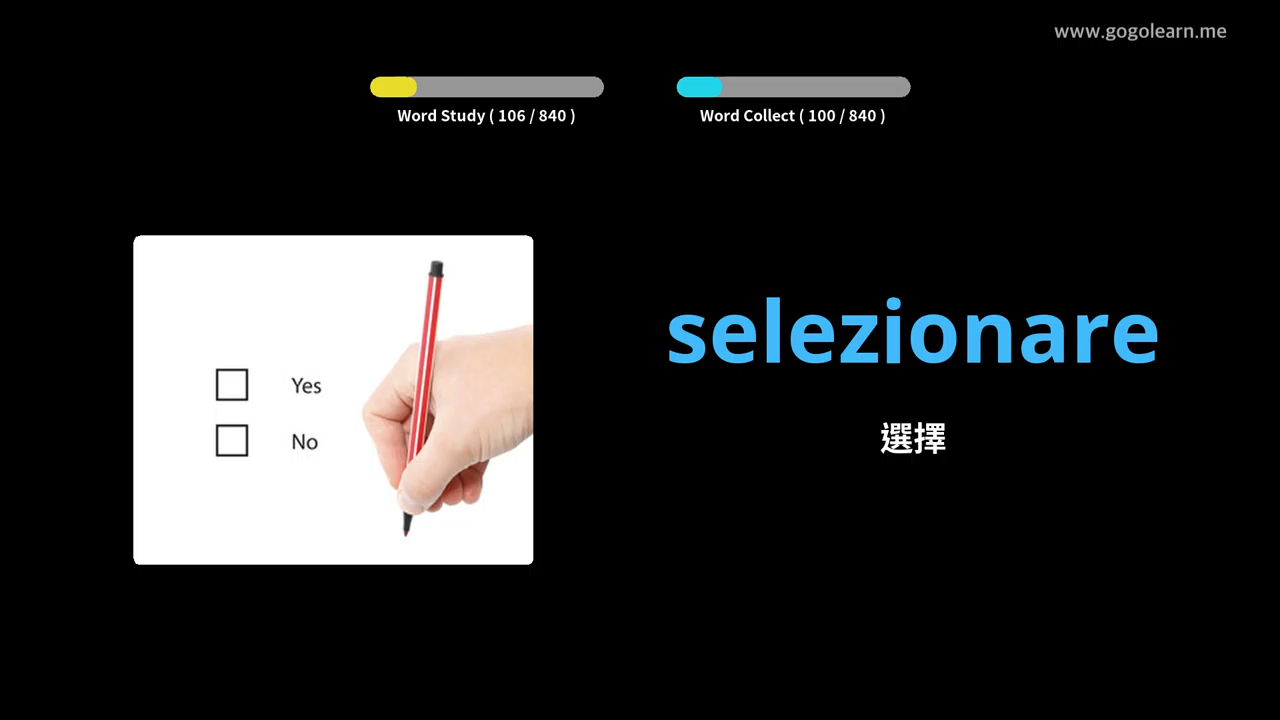 www.gogolearn.me
Word Study ( 106 / 840 )
Word Collect ( 100 / 840 )
Yes
No
selezionare
選擇